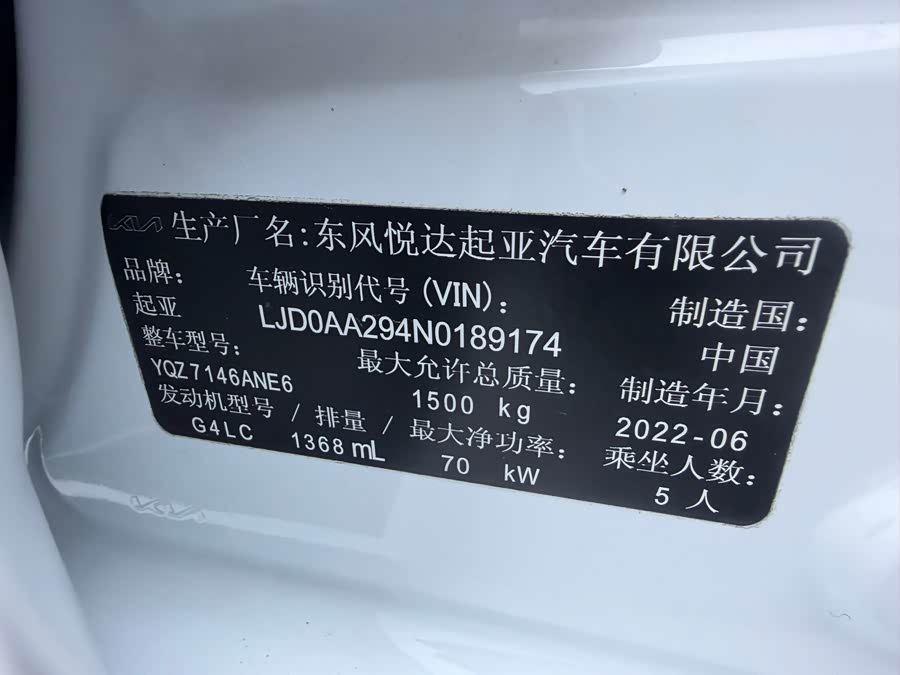 KIA 生产厂名:东风悦达起亚汽车有限公司
品牌: 车辆识别代号(VIN): 制造国:
起亚 LJD0AA294N0189174 中国
整车型号: 最大允许总质量: 制造年月:
YQZ7146ANE6 1500 kg 2022-06
发动机型号 / 排量 / 最大净功率: 乘坐人数:
G4LC 1368 mL 70 kW 5 人